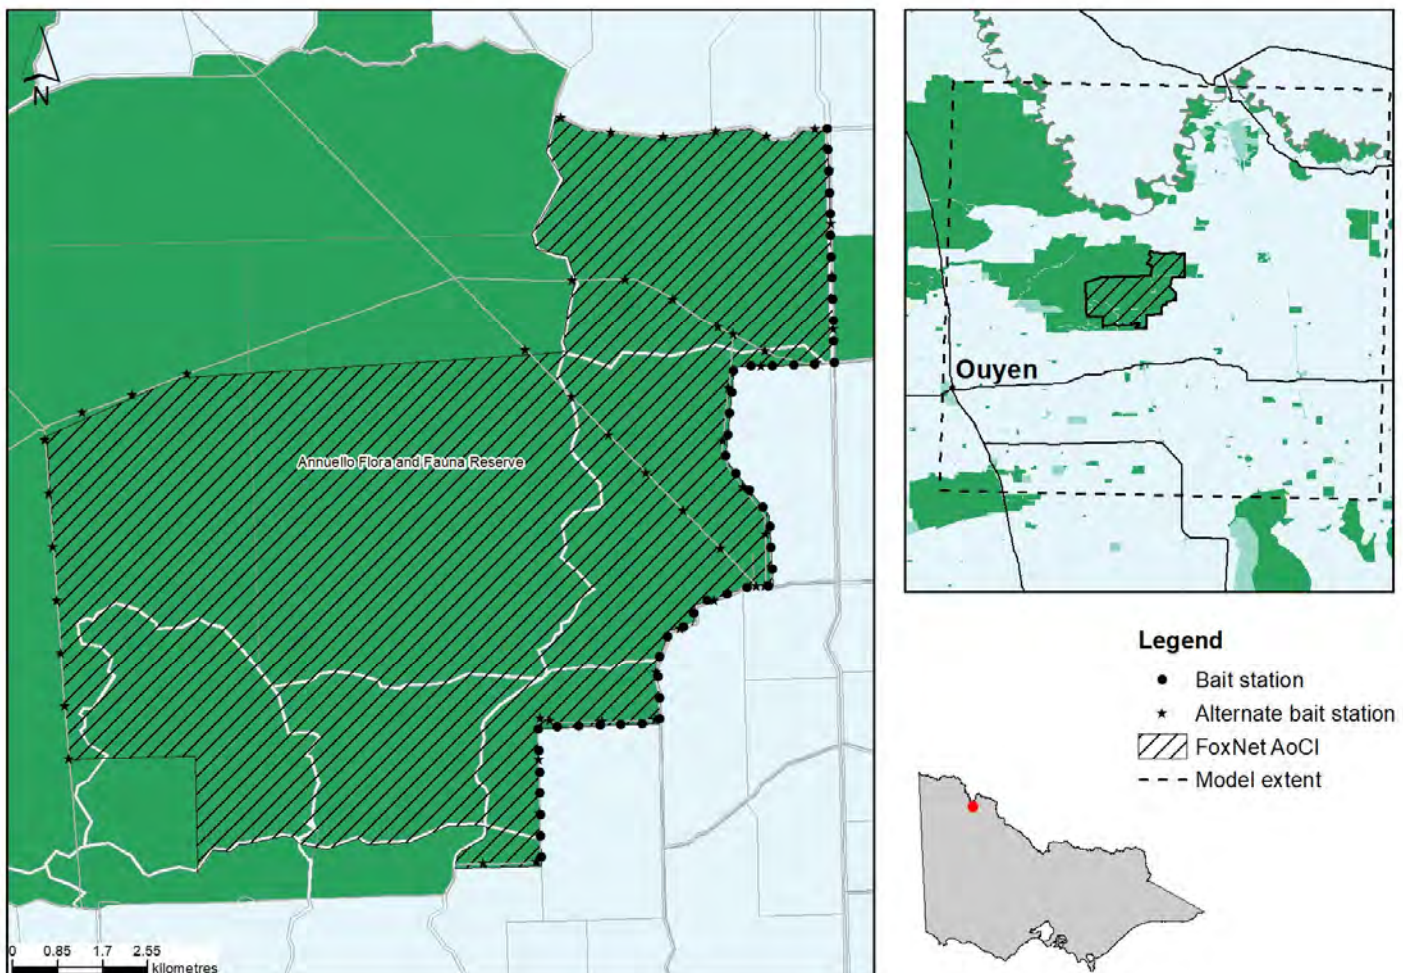 N
Annuello Flora and Fauna Reserve
0 0.85 1.7 2.55
kilometres
Ouyen
Legend
Bait station
Alternate bait station
FoxNet AoCI
Model extent